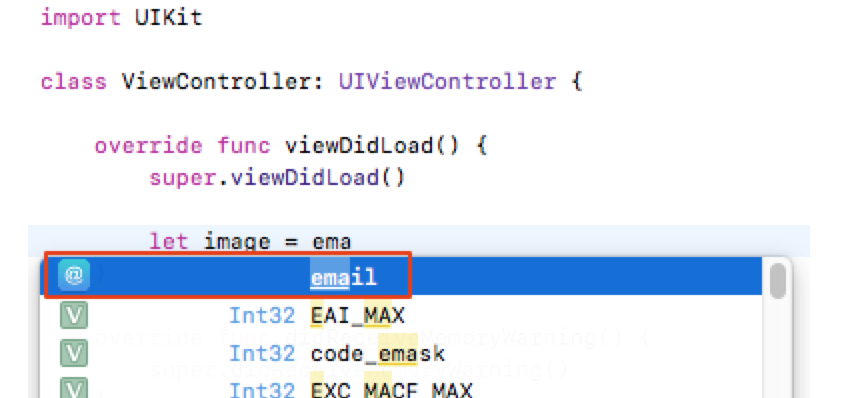 import UIKit
class ViewController: UIViewController {
override func viewDidLoad() {
super.viewDidLoad()
let image = ema
@ email
V Int32 EAI_MAX
V Int32 code_emask
V Int32 EXC_MACF_MAX